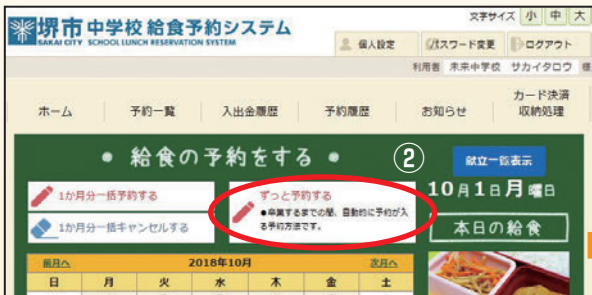 文字サイズ 小 中 大
堺市 中学校 給食予約システム
SAKAI CITY SCHOOL LUNCH RESERVATION SYSTEM
個人設定 パスワード変更 ログアウト
利用者 未来中学校 サカイタロウ 様
ホーム 予約一覧 入出金履歴 予約履歴 お知らせ カード決済
収納処理
● 給食の予約をする ●
②
献立一覧表示
1か月分一括予約する
1か月分一括キャンセルする
ずっと予約する
●卒業するまでの間、自動的に予約が入
る予約方法です。
10月1日月曜日
本日の給食
前月へ 2018年10月 次月へ
日 月 火 水 木 金 土